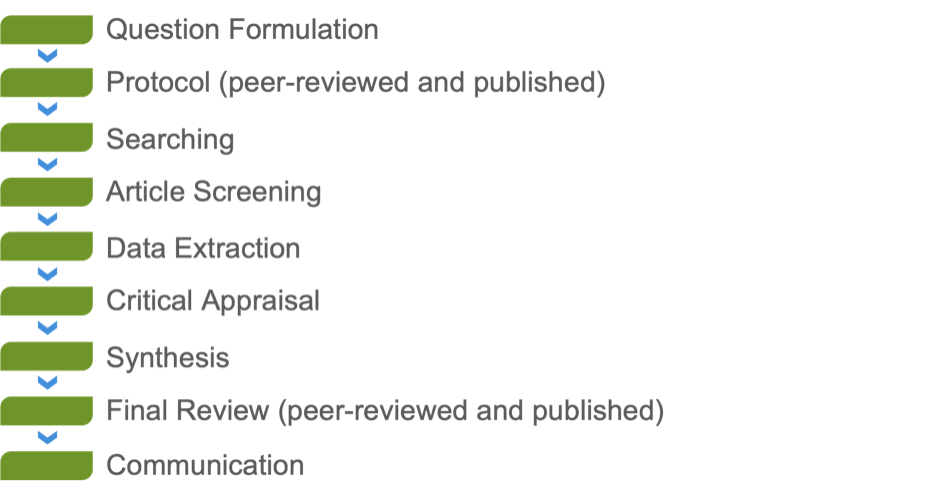 Question Formulation
Protocol (peer-reviewed and published)
Searching
Article Screening
Data Extraction
Critical Appraisal
Synthesis
Final Review (peer-reviewed and published)
Communication